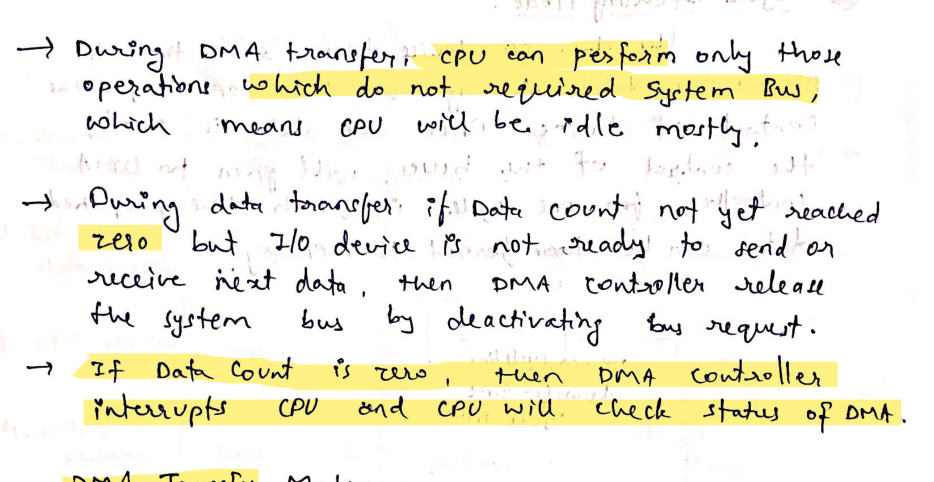 → During DMA transfer, CPU can perform only those
operations which do not required System Bus,
which means CPU will be idle mostly.
→ During data transfer if Data count not yet reached
zero but I/O device is not ready to send or
receive next data, then DMA controller release
the system bus by deactivating bus request.
→ If Data Count is zero, then DMA controller
interrupts CPU and CPU will check status of DMA.